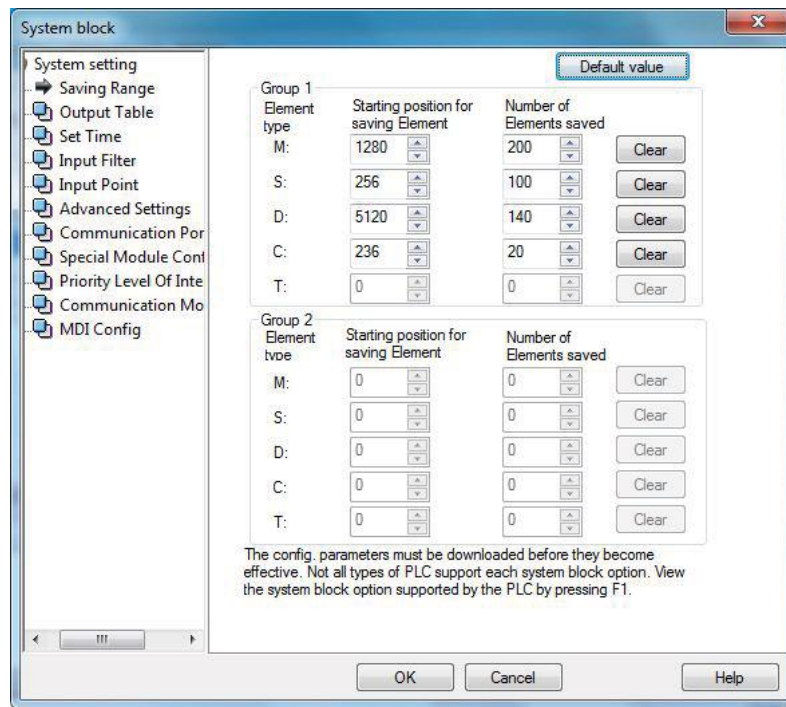 System block
System setting
Saving Range
Output Table
Set Time
Input Filter
Input Point
Advanced Settings
Communication Por
Special Module Conf
Priority Level Of Inte
Communication Mo
MDI Config
Default value
Group 1
Element type
Starting position for saving Element
Number of Elements saved
M: 1280 200 Clear
S: 256 100 Clear
D: 5120 140 Clear
C: 236 20 Clear
T: 0 0 Clear
Group 2
Element type
Starting position for saving Element
Number of Elements saved
M: 0 0 Clear
S: 0 0 Clear
D: 0 0 Clear
C: 0 0 Clear
T: 0 0 Clear
The config. parameters must be downloaded before they become
effective. Not all types of PLC support each system block option. View
the system block option supported by the PLC by pressing F1.
OK Cancel Help